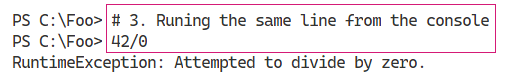 PS C:\Foo> # 3. Runing the same line from the console
PS C:\Foo> 42/0
RuntimeException: Attempted to divide by zero.